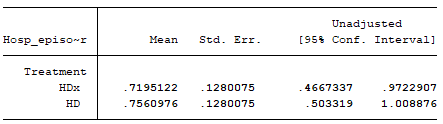 Unadjusted
Hosp_episo~r Mean Std. Err. [95% Conf. Interval]
Treatment
HDx .7195122 .1280075 .4667337 .9722907
HD .7560976 .1280075 .503319 1.008876